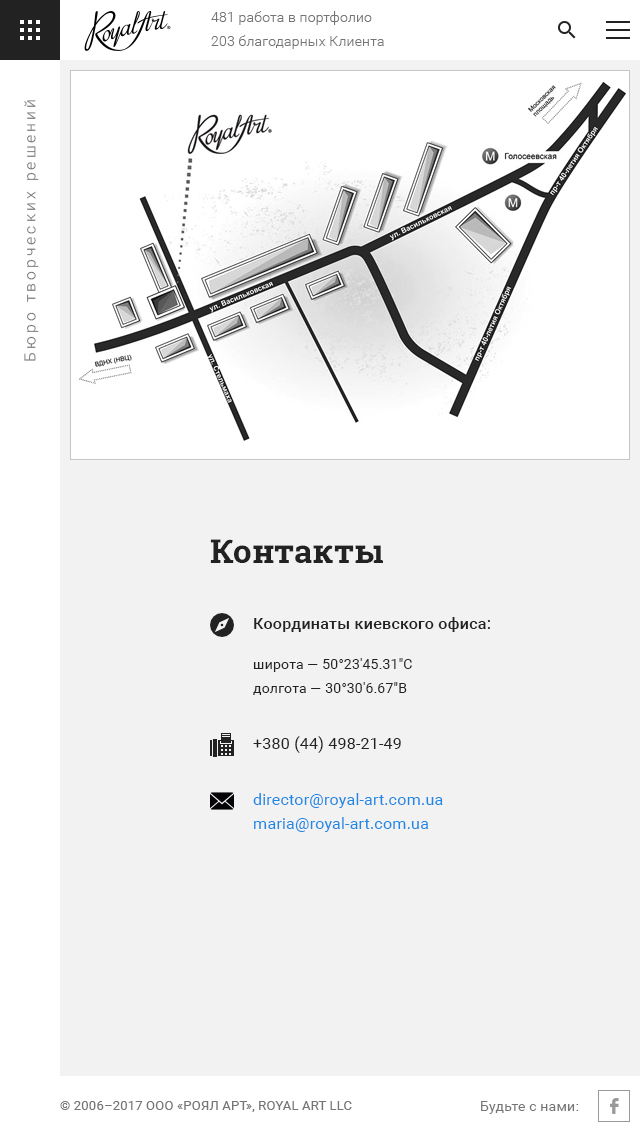 RoyalArt®
481 работа в портфолио
203 благодарных Клиента
Бюро творческих решений
Московская
площадь
RoyalArt®
М
Голосеевская
пр-т 40-летия Октября
М
ул. Васильковская
ул. Васильковская
пр-т 40-летия Октября
ВДНХ (НВЦ)
ул. Стельмаха
Контакты
Координаты киевского офиса:
широта — 50°23'45.31"С
долгота — 30°30'6.67"В
+380 (44) 498-21-49
director@royal-art.com.ua
maria@royal-art.com.ua
© 2006–2017 ООО «РОЯЛ АРТ», ROYAL ART LLC
Будьте с нами:
f